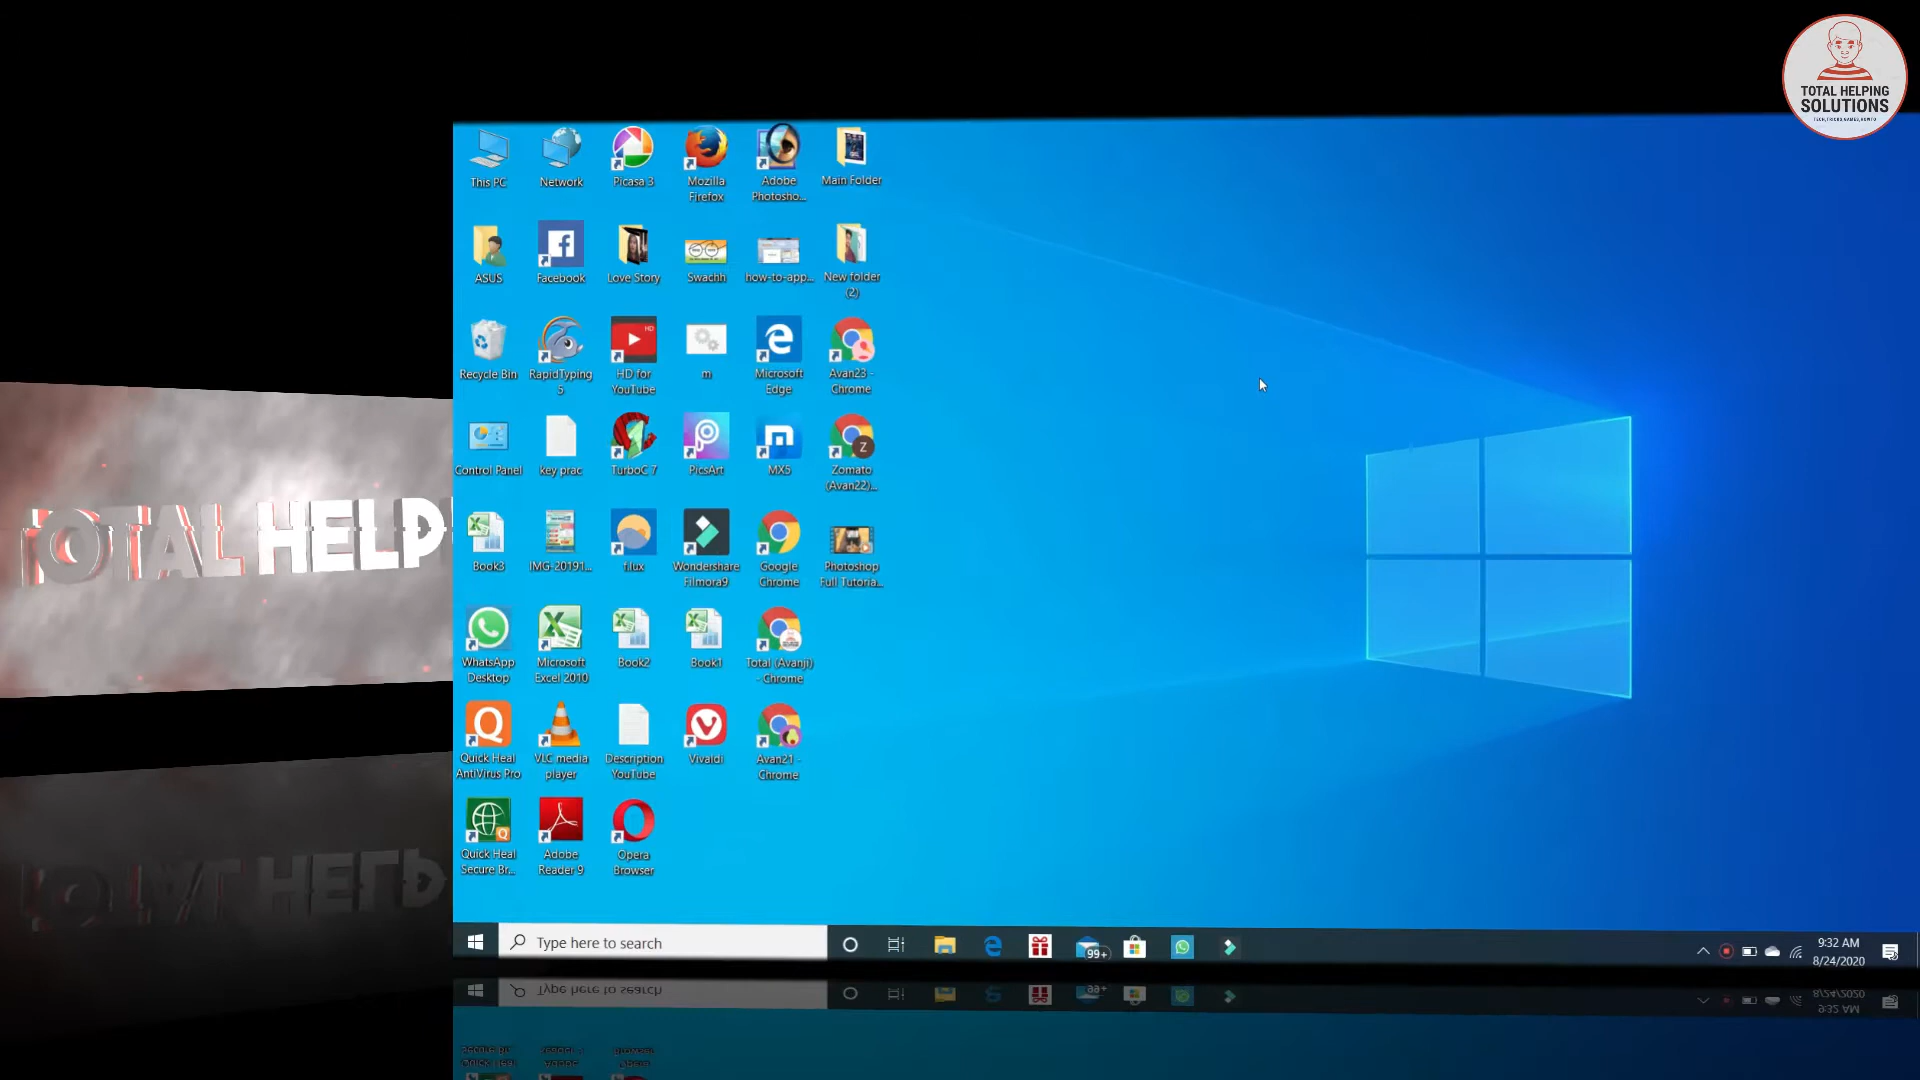 TOTAL HELPING
SOLUTIONS
TECH,TRICKS,GAMES,HOWTO
This PC
Network
Picasa 3
Mozilla
Firefox
Adobe
Photosho...
Main Folder
ASUS
Facebook
Love Story
Swachh
how-to-app...
New folder
(2)
Recycle Bin
RapidTyping
5
HD for
YouTube
m
Microsoft
Edge
Avan23 -
Chrome
Control Panel
key prac
TurboC 7
PicsArt
MX5
Zomato
(Avan22)...
TOTAL HELP
Book3
IMG-20191...
f.lux
Wondershare
Filmora9
Google
Chrome
Photoshop
Full Tutoria...
WhatsApp
Desktop
Microsoft
Excel 2010
Book2
Book1
Total (Avanji)
- Chrome
Quick Heal
AntiVirus Pro
VLC media
player
Description
YouTube
Vivaldi
Avan21 -
Chrome
Quick Heal
Secure Br...
Adobe
Reader 9
Opera
Browser
Type here to search
99+
9:32 AM
8/24/2020